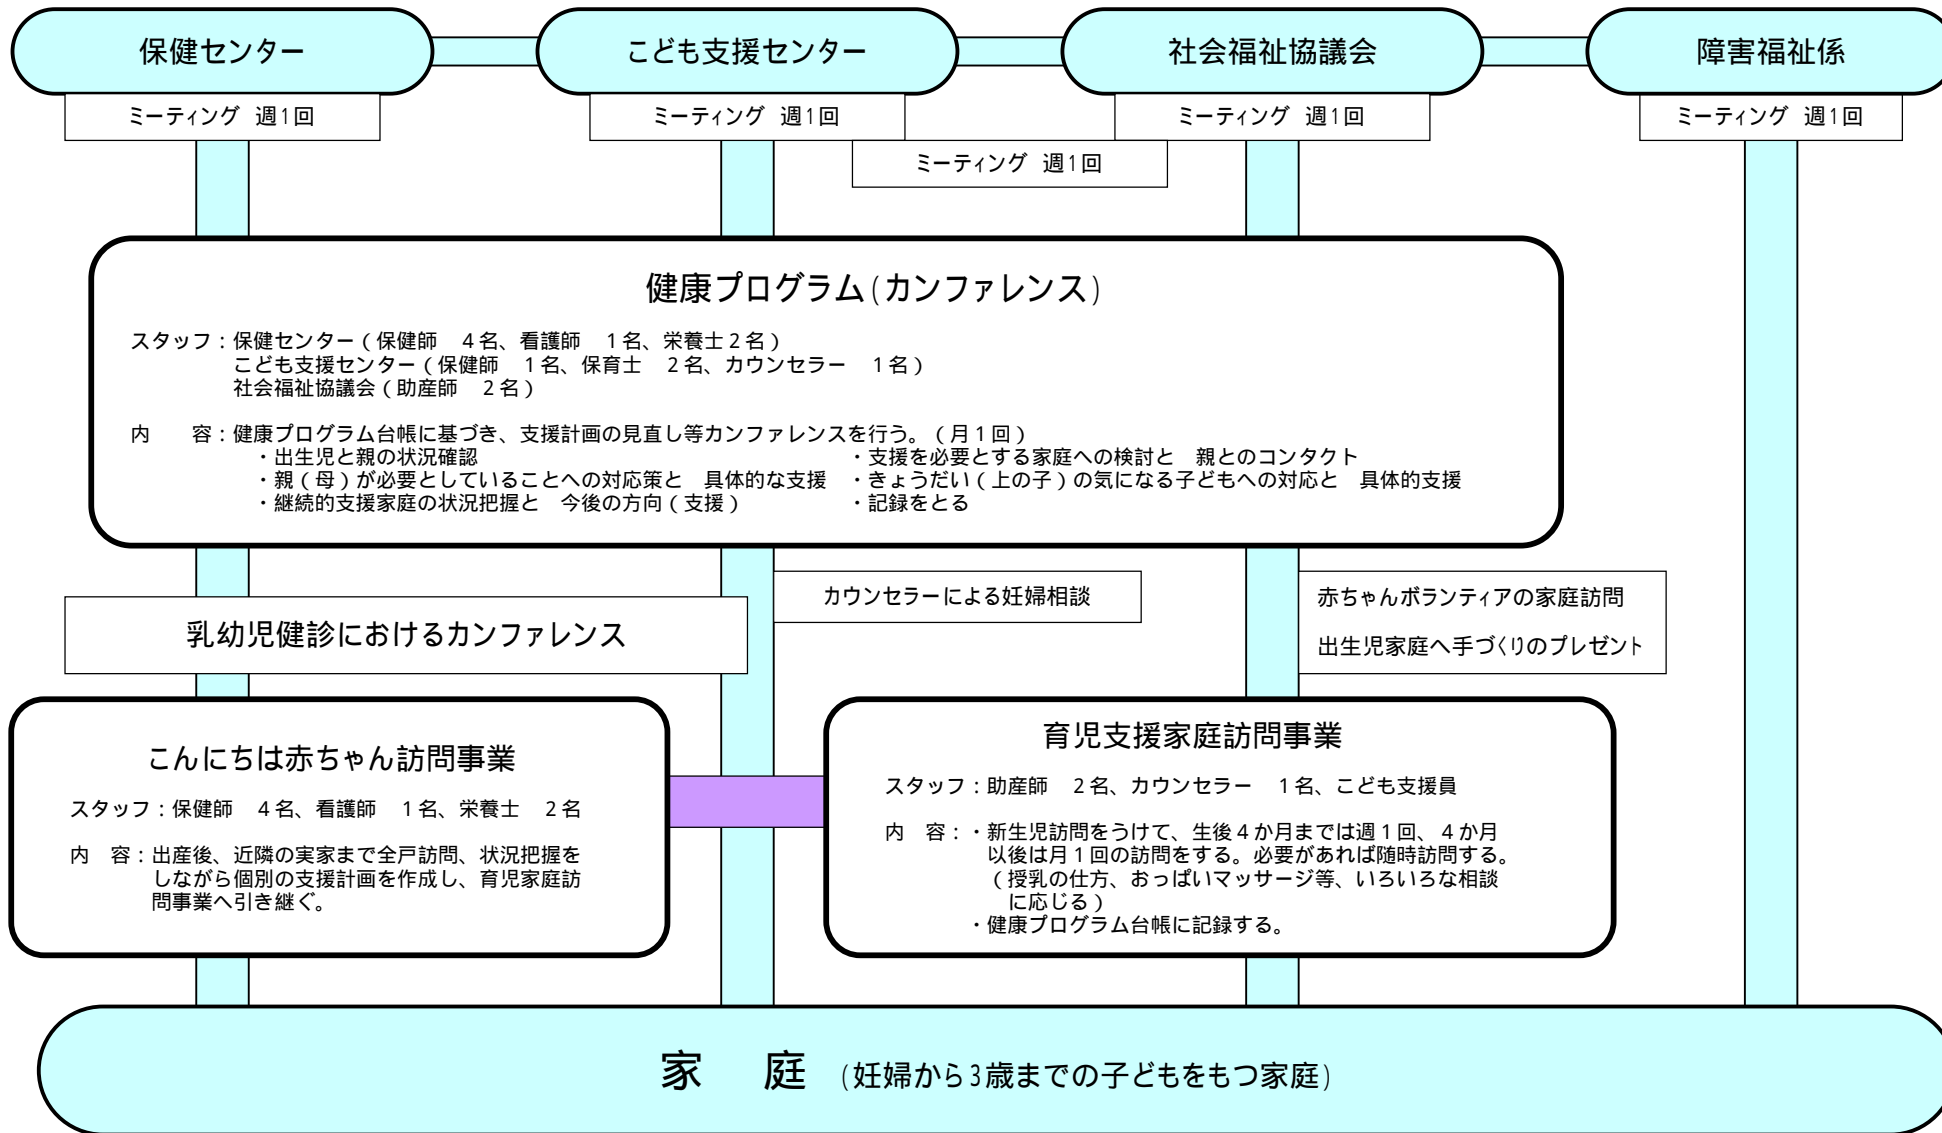 保健センター
こども支援センター
社会福祉協議会
障害福祉係
ミーティング 週1回
ミーティング 週1回
ミーティング 週1回
ミーティング 週1回
ミーティング 週1回
健康プログラム(カンファレンス)
スタッフ：保健センター（保健師　４名、看護師　１名、栄養士２名）
こども支援センター（保健師　１名、保育士　２名、カウンセラー　１名）
社会福祉協議会（助産師　２名）
内　　容：健康プログラム台帳に基づき、支援計画の見直し等カンファレンスを行う。（月１回）
・出生児と親の状況確認
・支援を必要とする家庭への検討と　親とのコンタクト
・親（母）が必要としていることへの対応策と　具体的な支援
・きょうだい（上の子）の気になる子どもへの対応と　具体的支援
・継続的支援家庭の状況把握と　今後の方向（支援）
・記録をとる
カウンセラーによる妊婦相談
赤ちゃんボランティアの家庭訪問
出生児家庭へ手づくりのプレゼント
乳幼児健診におけるカンファレンス
こんにちは赤ちゃん訪問事業
スタッフ：保健師　４名、看護師　１名、栄養士　２名
内　容：出産後、近隣の実家まで全戸訪問、状況把握を
しながら個別の支援計画を作成し、育児家庭訪
問事業へ引き継ぐ。
育児支援家庭訪問事業
スタッフ：助産師　２名、カウンセラー　１名、こども支援員
内　容：・新生児訪問をうけて、生後４か月までは週１回、４か月
以後は月１回の訪問をする。必要があれば随時訪問する。
（授乳の仕方、おっぱいマッサージ等、いろいろな相談
に応じる）
・健康プログラム台帳に記録する。
家　庭 (妊婦から3歳までの子どもをもつ家庭)